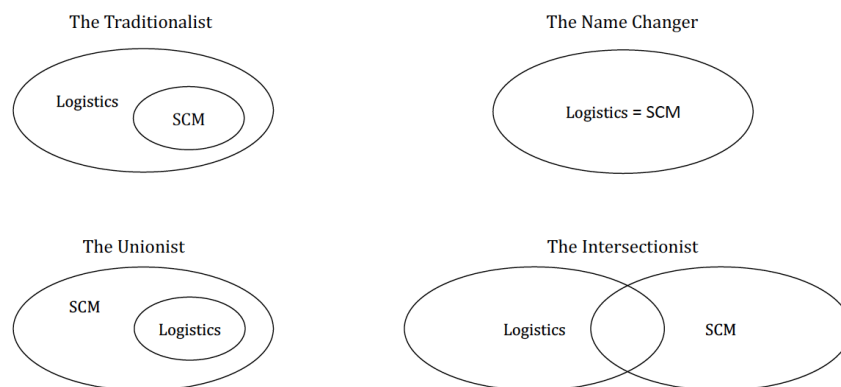 The Traditionalist
The Name Changer
Logistics
SCM
Logistics = SCM
The Unionist
The Intersectionist
SCM
Logistics
Logistics
SCM